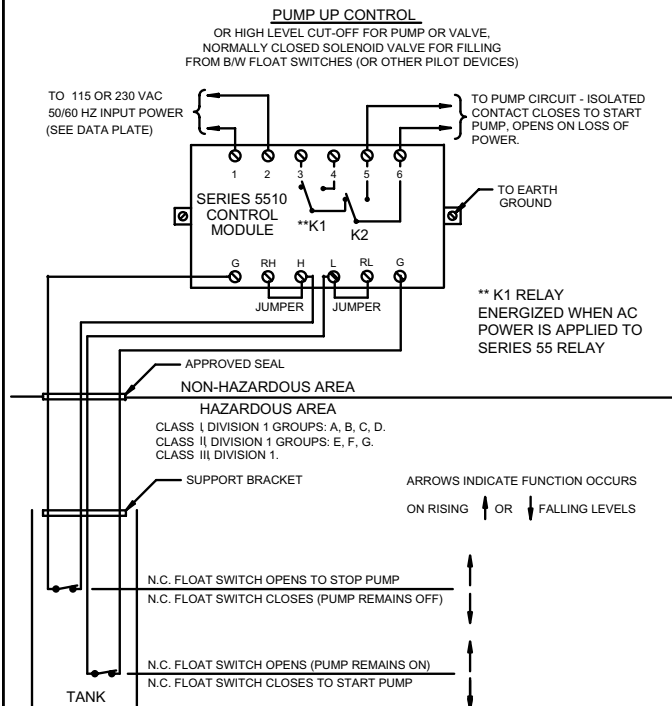 PUMP UP CONTROL
OR HIGH LEVEL CUT-OFF FOR PUMP OR VALVE,
NORMALLY CLOSED SOLENOID VALVE FOR FILLING
FROM B/W FLOAT SWITCHES (OR OTHER PILOT DEVICES)
TO 115 OR 230 VAC
50/60 HZ INPUT POWER
(SEE DATA PLATE)
TO PUMP CIRCUIT - ISOLATED
CONTACT CLOSES TO START
PUMP, OPENS ON LOSS OF
POWER.
1 2 3 4 5 6
SERIES 5510
CONTROL
MODULE
**K1
K2
TO EARTH
GROUND
G RH H L RL G
JUMPER JUMPER
** K1 RELAY
ENERGIZED WHEN AC
POWER IS APPLIED TO
SERIES 55 RELAY
APPROVED SEAL
NON-HAZARDOUS AREA
HAZARDOUS AREA
CLASS I, DIVISION 1 GROUPS: A, B, C, D.
CLASS II, DIVISION 1 GROUPS: E, F, G.
CLASS III, DIVISION 1.
SUPPORT BRACKET
ARROWS INDICATE FUNCTION OCCURS
ON RISING OR FALLING LEVELS
N.C. FLOAT SWITCH OPENS TO STOP PUMP
N.C. FLOAT SWITCH CLOSES (PUMP REMAINS OFF)
N.C. FLOAT SWITCH OPENS (PUMP REMAINS ON)
N.C. FLOAT SWITCH CLOSES TO START PUMP
TANK